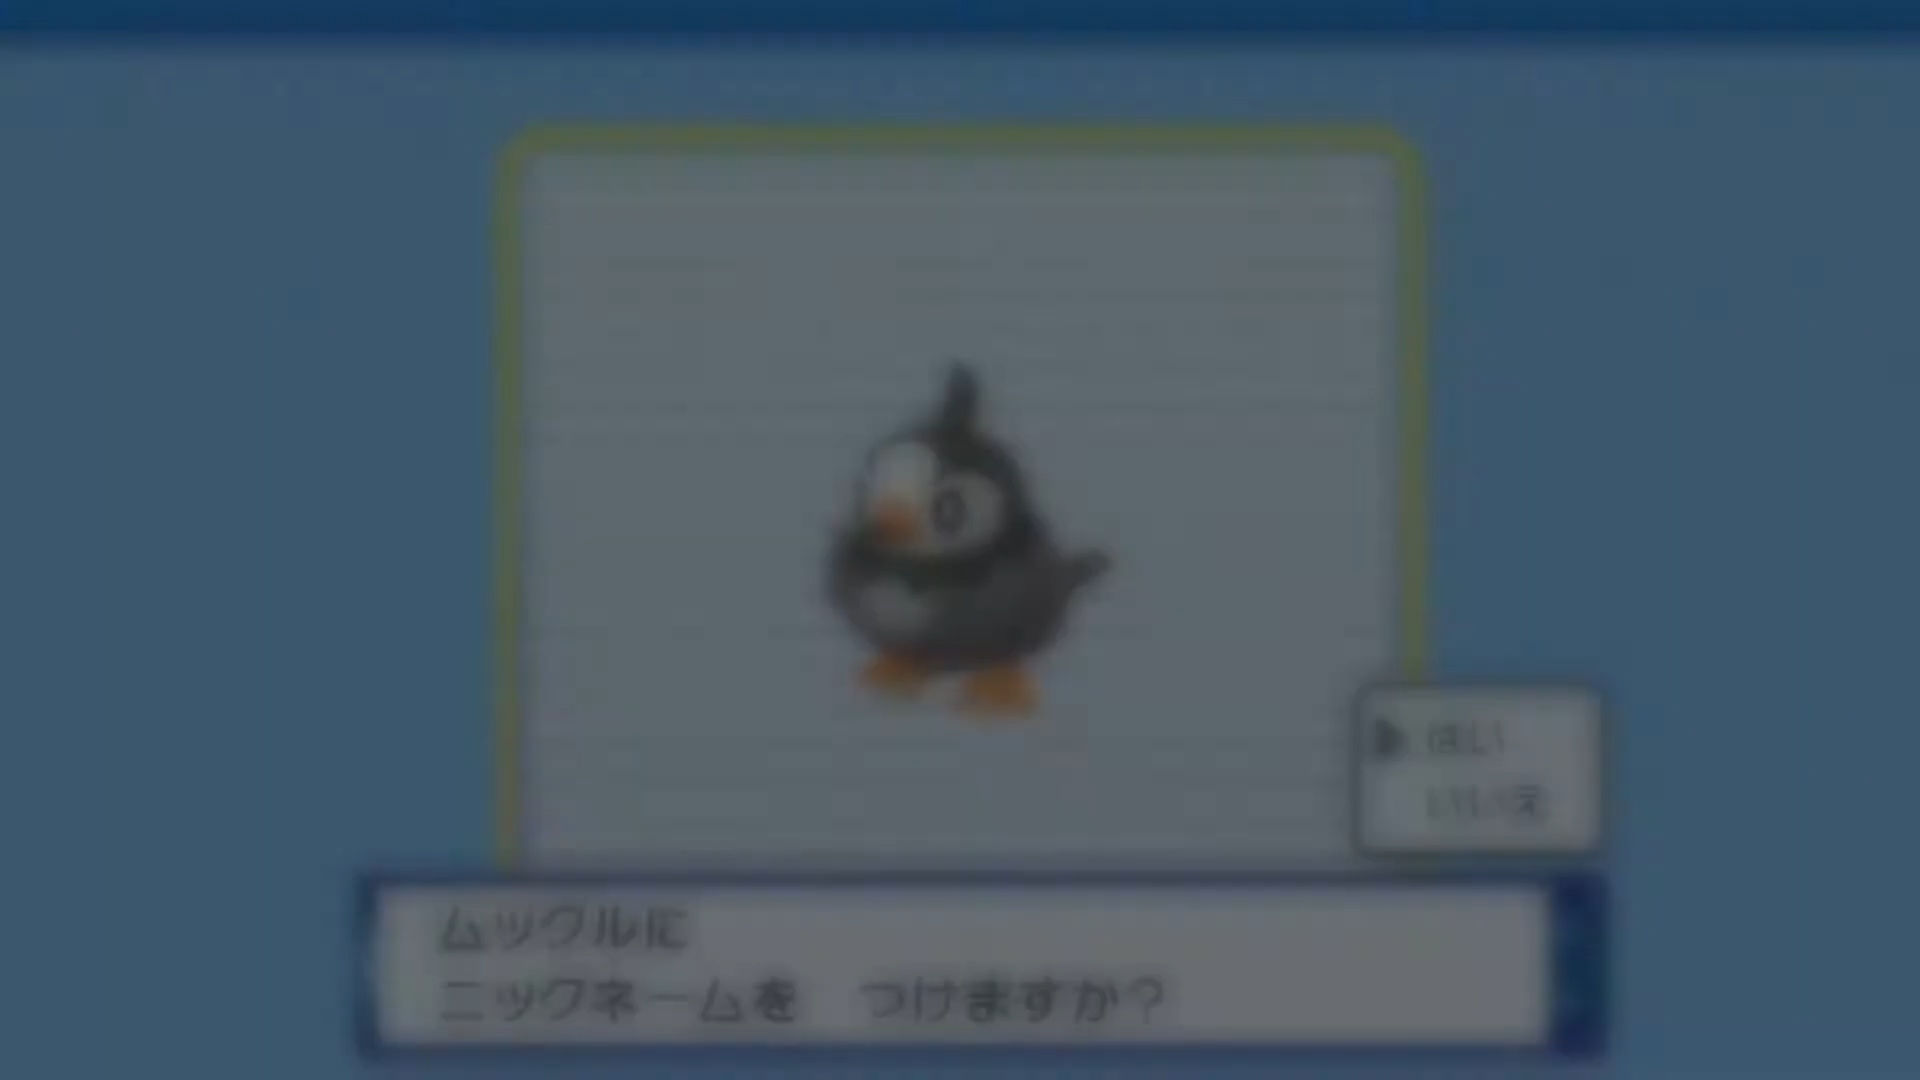 はい
いいえ
ムックルに
ニックネームを　つけますか？